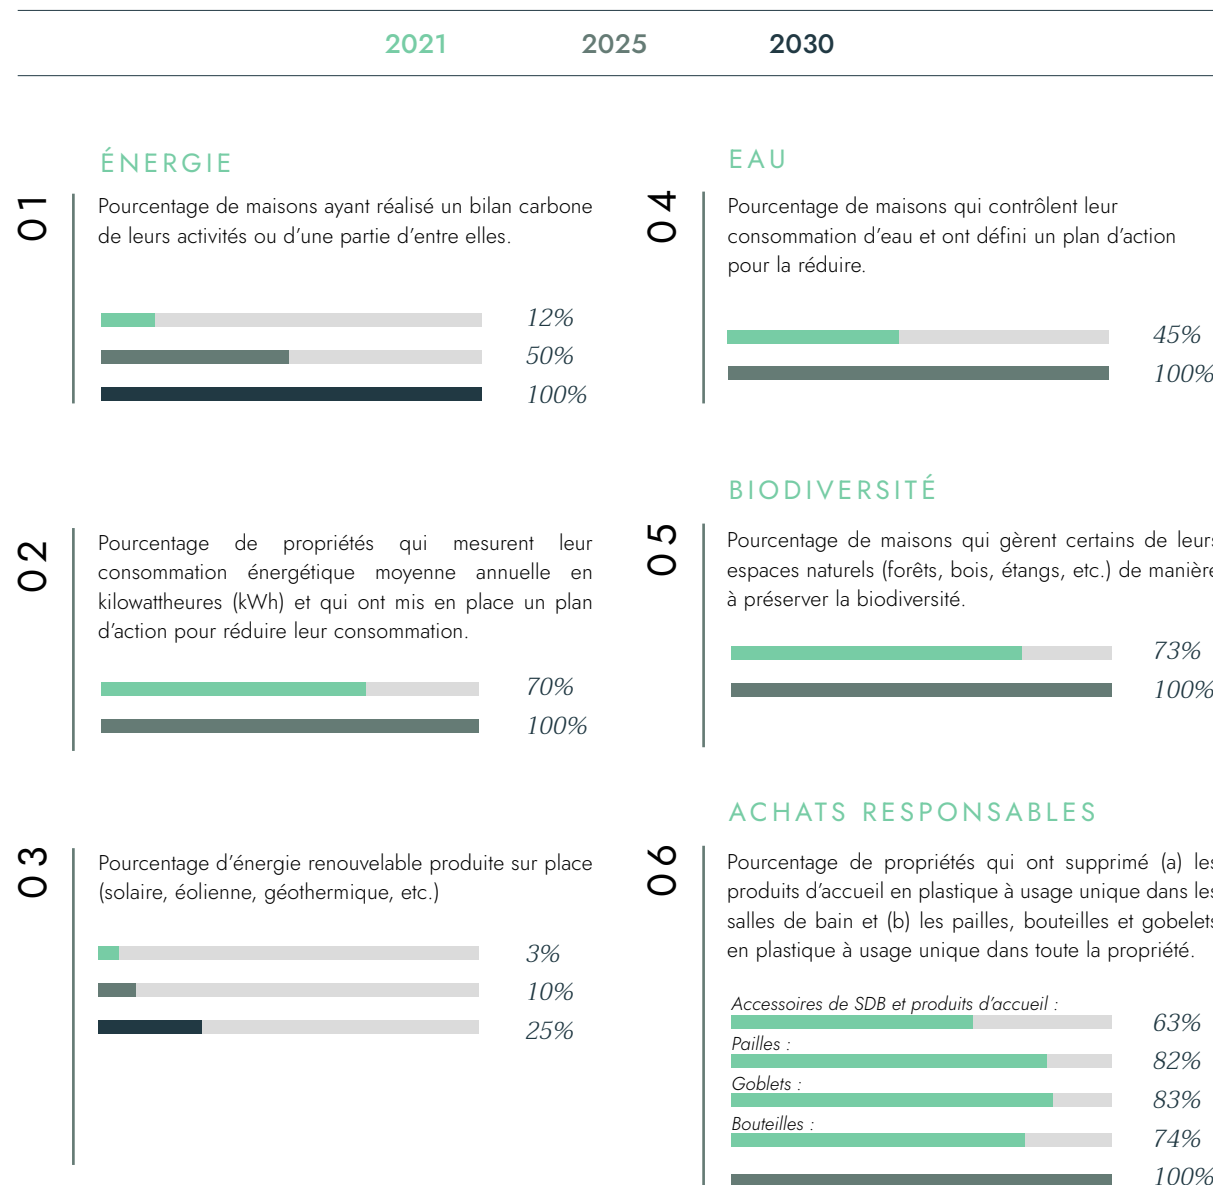 2021 2025 2030
ÉNERGIE
01
Pourcentage de maisons ayant réalisé un bilan carbone
de leurs activités ou d’une partie d’entre elles.
12%
50%
100%
02
Pourcentage de propriétés qui mesurent leur
consommation énergétique moyenne annuelle en
kilowattheures (kWh) et qui ont mis en place un plan
d’action pour réduire leur consommation.
70%
100%
03
Pourcentage d’énergie renouvelable produite sur place
(solaire, éolienne, géothermique, etc.)
3%
10%
25%
EAU
04
Pourcentage de maisons qui contrôlent leur
consommation d’eau et ont défini un plan d’action
pour la réduire.
45%
100%
BIODIVERSITÉ
05
Pourcentage de maisons qui gèrent certains de leurs
espaces naturels (forêts, bois, étangs, etc.) de manière
à préserver la biodiversité.
73%
100%
ACHATS RESPONSABLES
06
Pourcentage de propriétés qui ont supprimé (a) les
produits d’accueil en plastique à usage unique dans les
salles de bain et (b) les pailles, bouteilles et gobelets
en plastique à usage unique dans toute la propriété.
Accessoires de SDB et produits d’accueil :
63%
Pailles :
82%
Goblets :
83%
Bouteilles :
74%
100%